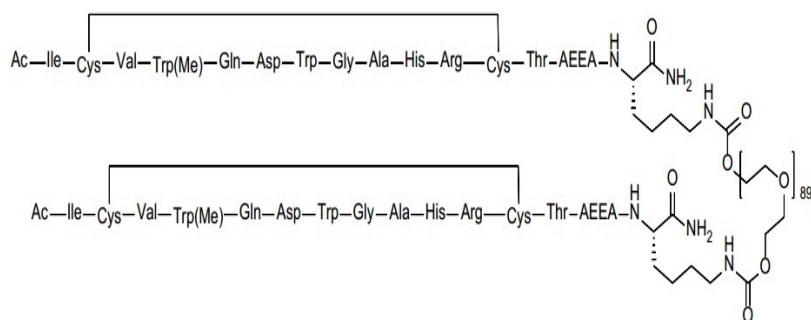 Ac—Ile—Cys—Val—Trp(Me)—Gln—Asp—Trp—Gly—Ala—His—Arg—Cys—Thr—AEEA—N
H
O
NH2
H
N
O
O
O
89
Ac—Ile—Cys—Val—Trp(Me)—Gln—Asp—Trp—Gly—Ala—His—Arg—Cys—Thr—AEEA—N
H
O
NH2
H
N
O
O